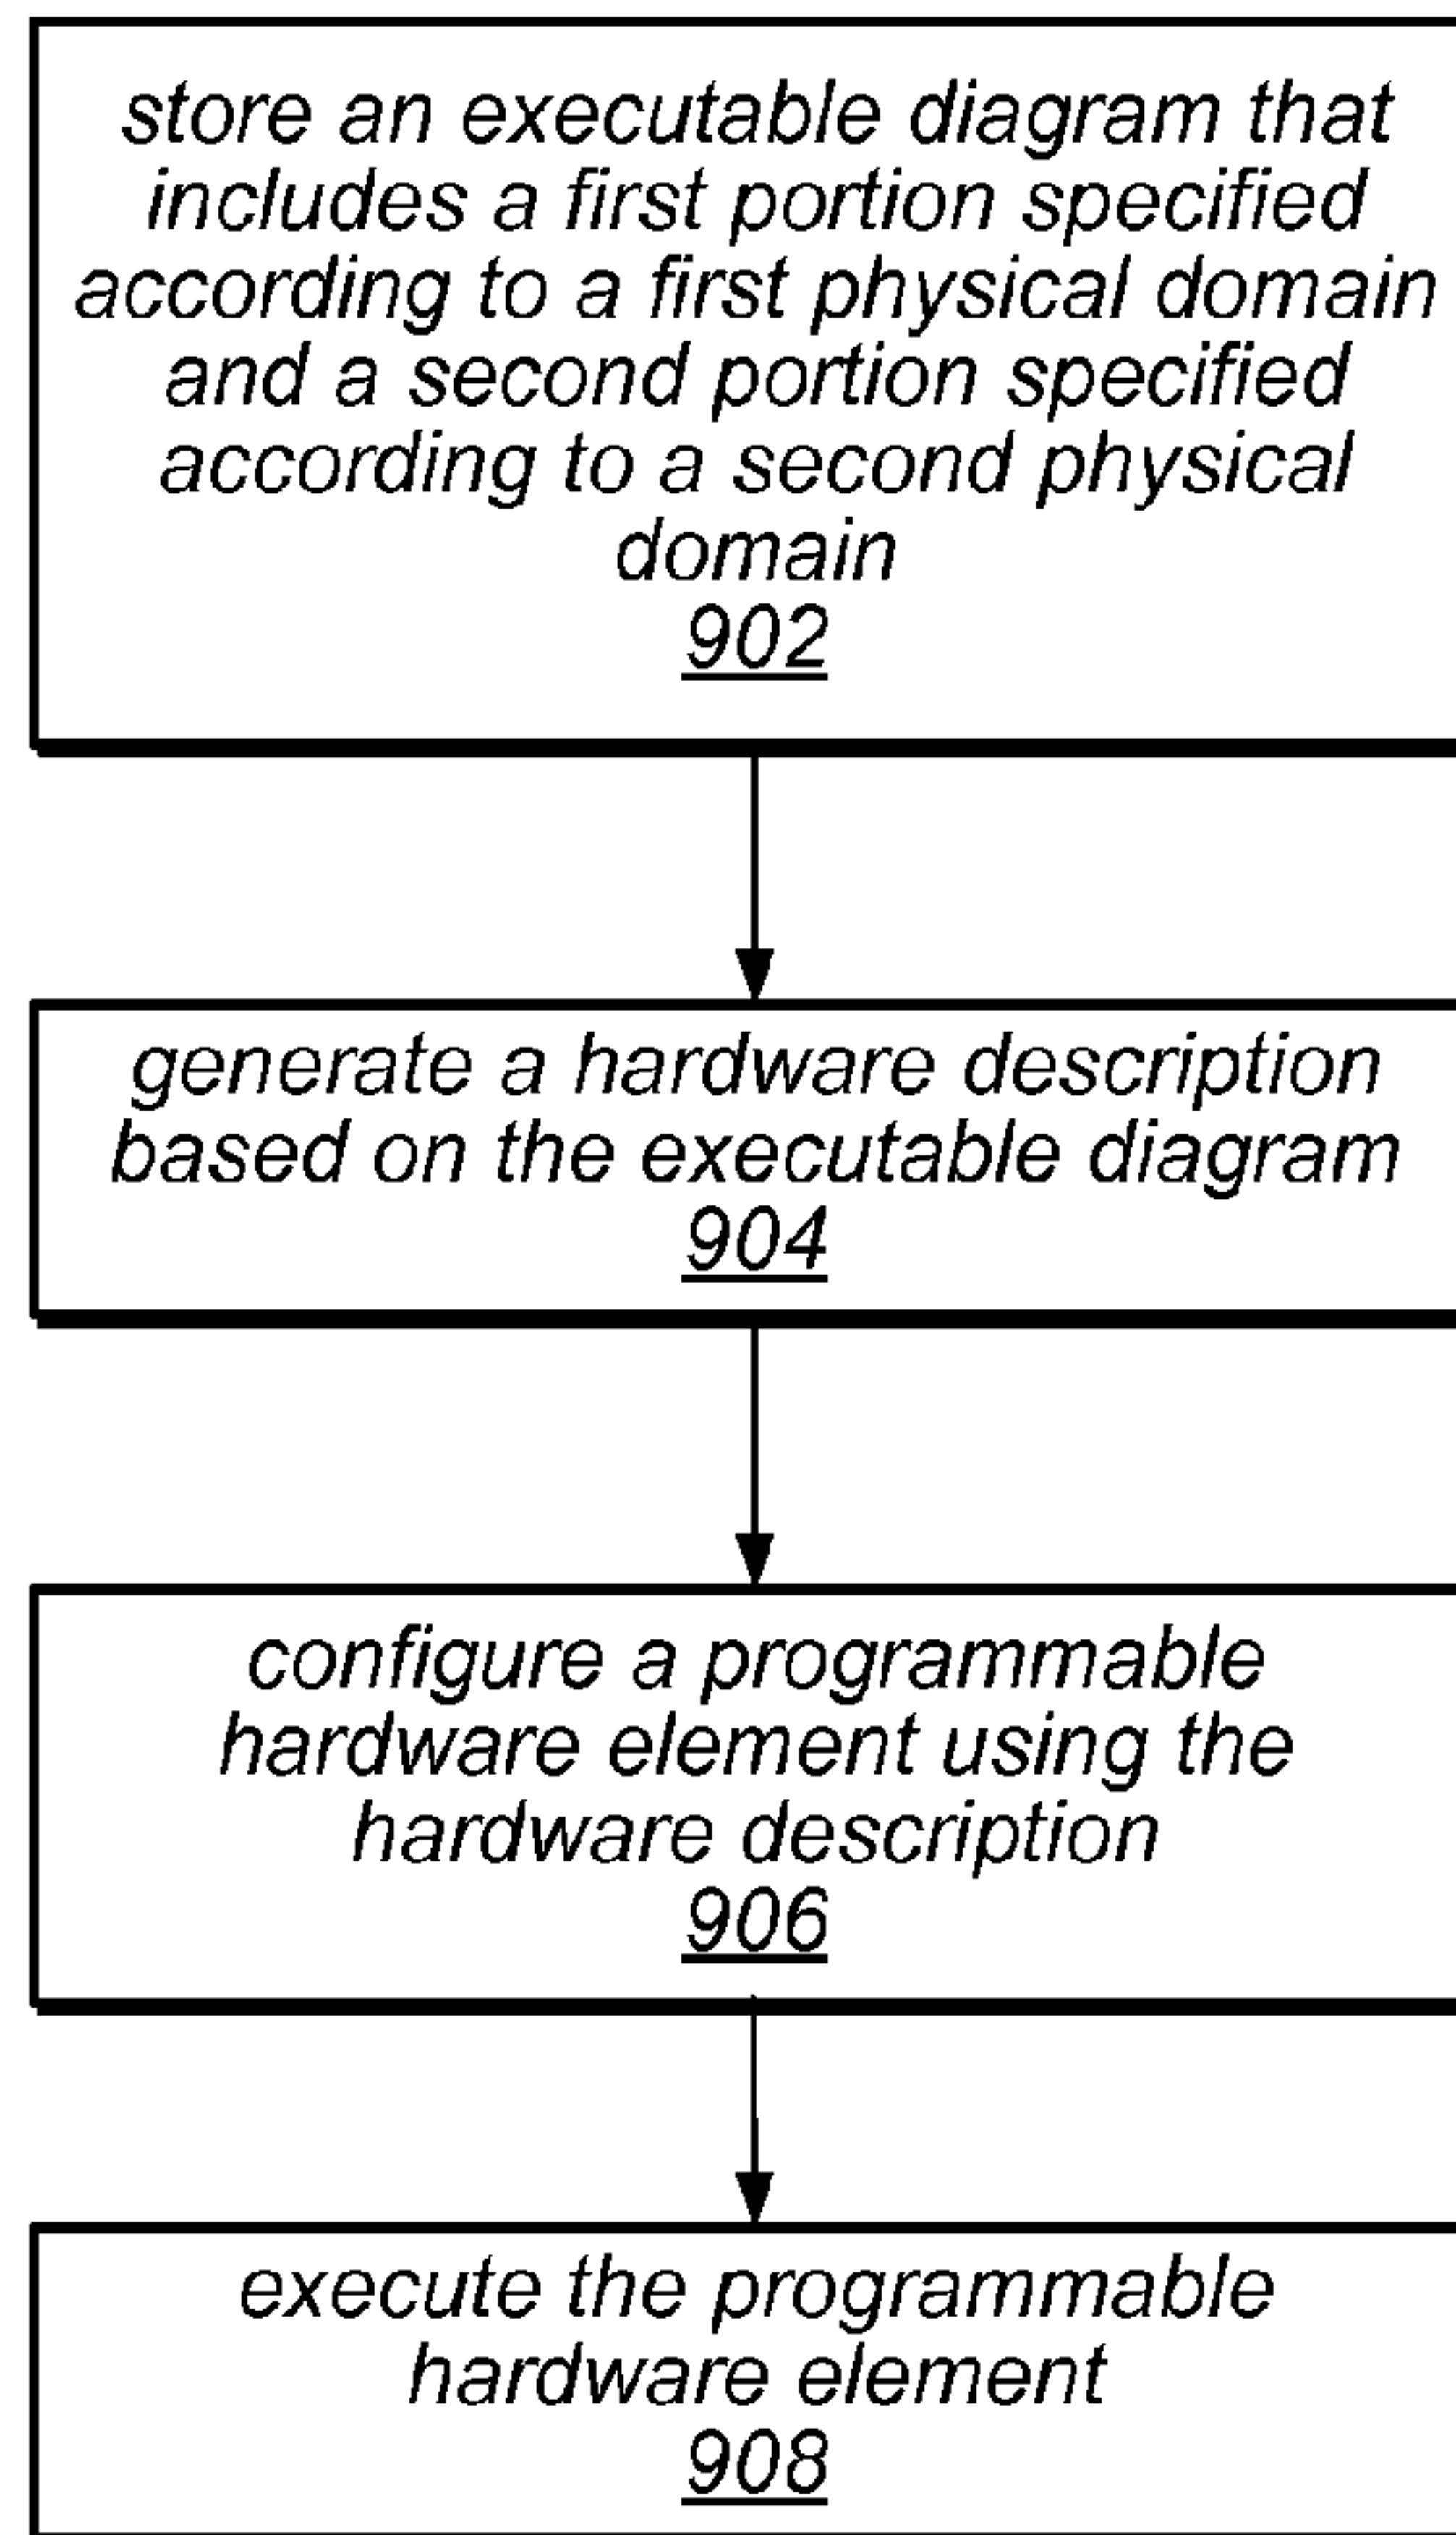 store an executable diagram that
includes a first portion specified
according to a first physical domain
and a second portion specified
according to a second physical
domain
902
generate a hardware description
based on the executable diagram
904
configure a programmable
hardware element using the
hardware description
906
execute the programmable
hardware element
908